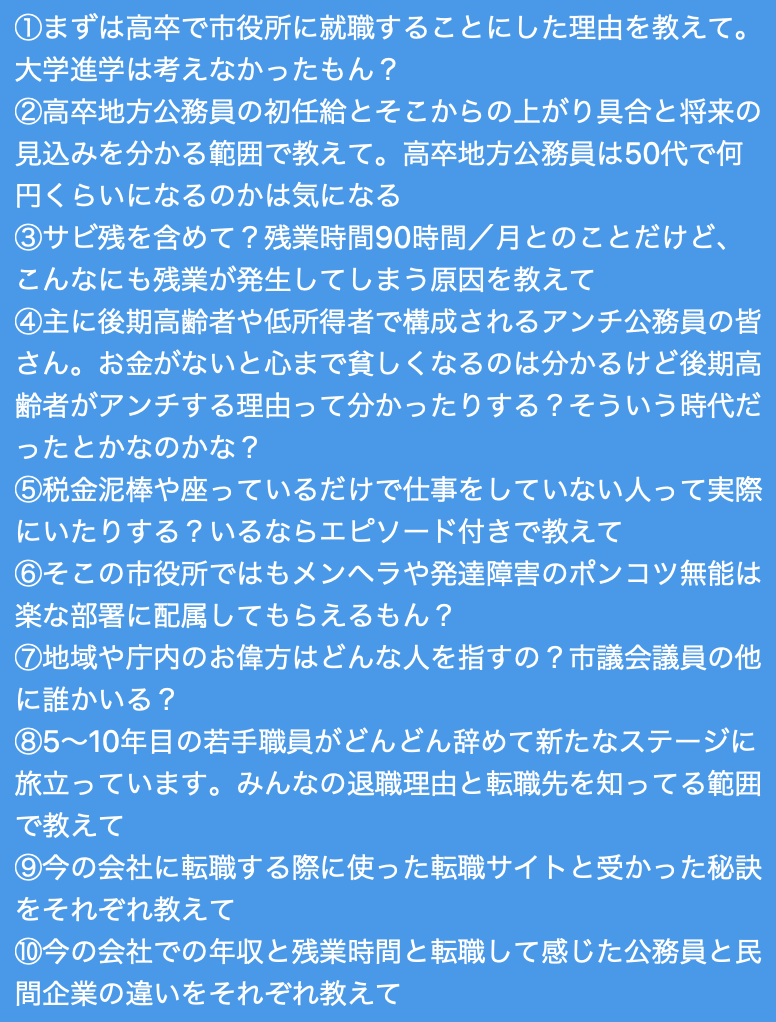 ①まずは高卒で市役所に就職することにした理由を教えて。
大学進学は考えなかったもん？
②高卒地方公務員の初任給とそこからの上がり具合と将来の
見込みを分かる範囲で教えて。高卒地方公務員は50代で何
円くらいになるのかは気になる
③サビ残を含めて？残業時間90時間／月とのことだけど、
こんなにも残業が発生してしまう原因を教えて
④主に後期高齢者や低所得者で構成されるアンチ公務員の皆
さん。お金がないと心まで貧しくなるのは分かるけど後期高
齢者がアンチする理由って分かったりする？そういう時代だ
ったとかなのかな？
⑤税金泥棒や座っているだけで仕事をしていない人って実際
にいたりする？いるならエピソード付きで教えて
⑥そこの市役所ではもメンヘラや発達障害のポンコツ無能は
楽な部署に配属してもらえるもん？
⑦地域や庁内のお偉方はどんな人を指すの？市議会議員の他
に誰かいる？
⑧5〜10年目の若手職員がどんどん辞めて新たなステージに
旅立っています。みんなの退職理由と転職先を知ってる範囲
で教えて
⑨今の会社に転職する際に使った転職サイトと受かった秘訣
をそれぞれ教えて
⑩今の会社での年収と残業時間と転職して感じた公務員と民
間企業の違いをそれぞれ教えて